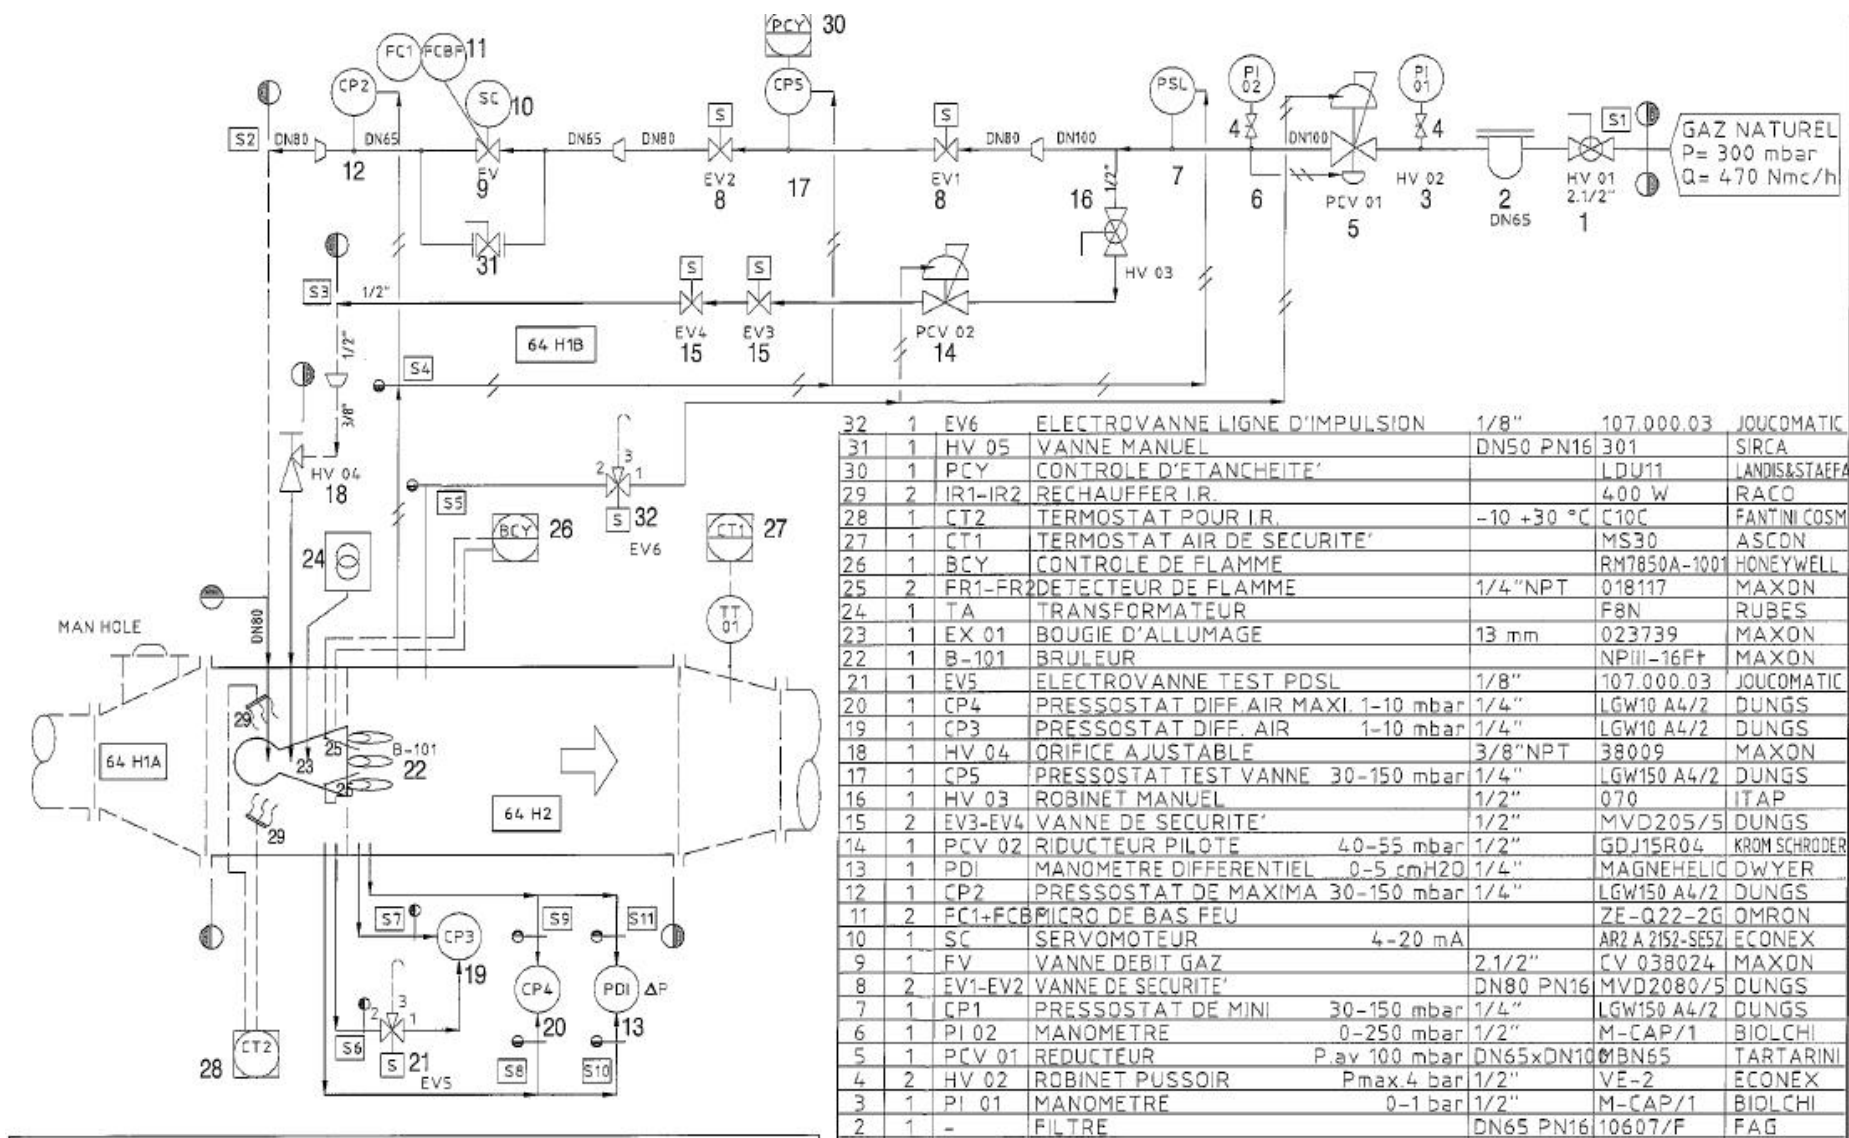 PCY 30
FC1 FCBF 11
CP2
SC 10
CP5
PSL
PI 02
PI 01
S2 DN80 DN65 DN65 DN80 S S DN80 DN100 4 DN100 4 S1
GAZ NATUREL
P= 300 mbar
Q= 470 Nmc/h
12 EV 9
EV2 8
17
EV1 8
16 1/2"
7
6
PCV 01 5
HV 02 3
2 DN65
HV 01 2.1/2" 1
31
HV 03
S3 1/2"
S S
EV4 15
EV3 15
PCV 02 14
64 H1B
1/2"
S4
3/8"
HV 04 18
S5
2 3 1
S 32
EV6
BCY 26
CT1 27
24
TT 01
DN80
MAN HOLE
29
25
B-101
22
23
25
64 H1A
64 H2
29
S7
CP3 19
S9
S11
CP4 20
PDI ΔP 13
2 3 1
S6
S 21
EV5
S8
S10
CT2 28
32 1 EV6 ELECTROVANNE LIGNE D'IMPULSION 1/8" 107.000.03 JOUCOMATIC
31 1 HV 05 VANNE MANUEL DN50 PN16 301 SIRCA
30 1 PCY CONTROLE D'ETANCHEITE' LDU11 LANDIS&STAEFA
29 2 IR1-IR2 RECHAUFFER I.R. 400 W RACO
28 1 CT2 TERMOSTAT POUR I.R. -10 +30 °C C10C FANTINI COSM
27 1 CT1 TERMOSTAT AIR DE SECURITE' MS30 ASCON
26 1 BCY CONTROLE DE FLAMME RM7850A-1001 HONEYWELL
25 2 FR1-FR2 DETECTEUR DE FLAMME 1/4"NPT 018117 MAXON
24 1 TA TRANSFORMATEUR F8N RUBES
23 1 EX 01 BOUGIE D'ALLUMAGE 13 mm 023739 MAXON
22 1 B-101 BRULEUR NPIII-16Ft MAXON
21 1 EV5 ELECTROVANNE TEST PDSL 1/8" 107.000.03 JOUCOMATIC
20 1 CP4 PRESSOSTAT DIFF.AIR MAXI. 1-10 mbar 1/4" LGW10 A4/2 DUNGS
19 1 CP3 PRESSOSTAT DIFF. AIR 1-10 mbar 1/4" LGW10 A4/2 DUNGS
18 1 HV 04 ORIFICE AJUSTABLE 3/8"NPT 38009 MAXON
17 1 CP5 PRESSOSTAT TEST VANNE 30-150 mbar 1/4" LGW150 A4/2 DUNGS
16 1 HV 03 ROBINET MANUEL 1/2" 070 ITAP
15 2 EV3-EV4 VANNE DE SECURITE' 1/2" MVD205/5 DUNGS
14 1 PCV 02 RIDUCTEUR PILOTE 40-55 mbar 1/2" GDJ15R04 KROM SCHRODER
13 1 PDI MANOMETRE DIFFERENTIEL 0-5 cmH2O 1/4" MAGNEHELIC DWYER
12 1 CP2 PRESSOSTAT DE MAXIMA 30-150 mbar 1/4" LGW150 A4/2 DUNGS
11 2 FC1+FCBF MICRO DE BAS FEU ZE-Q22-2G OMRON
10 1 SC SERVOMOTEUR 4-20 mA AR2 A 2152-SE5Z ECONEX
9 1 FV VANNE DEBIT GAZ 2.1/2" CV 038024 MAXON
8 2 EV1-EV2 VANNE DE SECURITE' DN80 PN16 MVD2080/5 DUNGS
7 1 CP1 PRESSOSTAT DE MINI 30-150 mbar 1/4" LGW150 A4/2 DUNGS
6 1 PI 02 MANOMETRE 0-250 mbar 1/2" M-CAP/1 BIOLCHI
5 1 PCV 01 REDUCTEUR P.av 100 mbar DN65xDN100 MBN65 TARTARINI
4 2 HV 02 ROBINET PUSSOIR Pmax.4 bar 1/2" VE-2 ECONEX
3 1 PI 01 MANOMETRE 0-1 bar 1/2" M-CAP/1 BIOLCHI
2 1 - FILTRE DN65 PN16 10607/F FAG